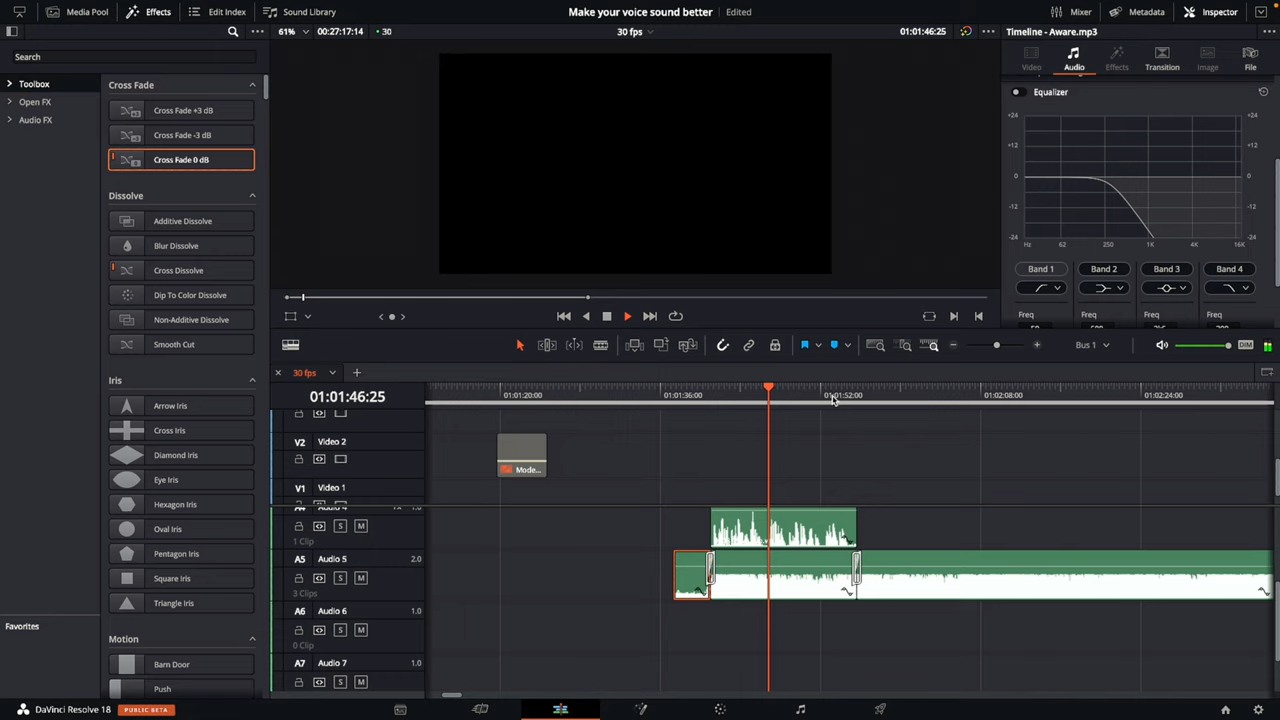 Media Pool Effects Edit Index Sound Library Make your voice sound better Edited Mixer Metadata Inspector
61% 00:27:17:14 30 30 fps 01:01:46:25 Timeline - Aware.mp3
Search
Video Audio Effects Transition Image File
Toolbox
Open FX
Audio FX
Favorites
Cross Fade
Cross Fade +3 dB
Cross Fade -3 dB
Cross Fade 0 dB
Dissolve
Additive Dissolve
Blur Dissolve
Cross Dissolve
Dip To Color Dissolve
Non-Additive Dissolve
Smooth Cut
Iris
Arrow Iris
Cross Iris
Diamond Iris
Eye Iris
Hexagon Iris
Oval Iris
Pentagon Iris
Square Iris
Triangle Iris
Motion
Barn Door
Push
Equalizer
+24 +24
+12 +12
0 0
-12 -12
-24 -24
Hz 62 250 1K 4K 16K
Band 1 Band 2 Band 3 Band 4
Freq Freq Freq Freq
Bus 1 DIM
30 fps
01:01:46:25
01:01:20:00 01:01:36:00 01:01:52:00 01:02:08:00 01:02:24:00
V2 Video 2
Mode...
V1 Video 1
S M
1 Clip
A5 Audio 5 2.0
S M
3 Clips
A6 Audio 6 1.0
S M
0 Clip
A7 Audio 7 1.0
S M
DaVinci Resolve 18 PUBLIC BETA